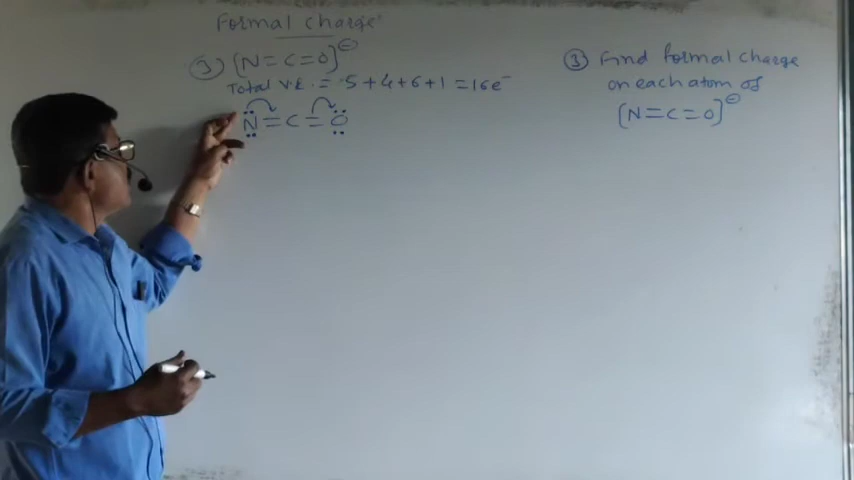 Formal charge
③ [N=C=O]⊖
Total V.E. = 5+4+6+1 = 16e⁻
N=C=O
③ Find formal charge
on each atom of
[N=C=O]⊖